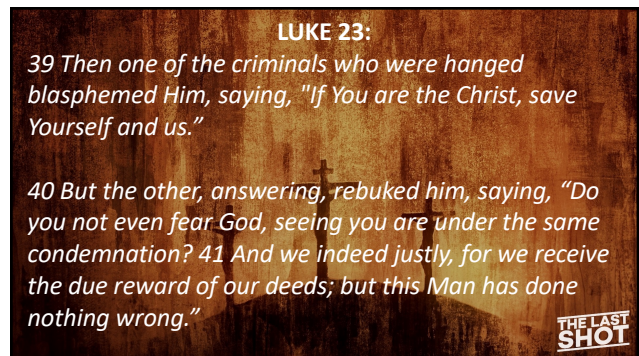 LUKE 23:
39 Then one of the criminals who were hanged
blasphemed Him, saying, "If You are the Christ, save
Yourself and us.”
40 But the other, answering, rebuked him, saying, “Do
you not even fear God, seeing you are under the same
condemnation? 41 And we indeed justly, for we receive
the due reward of our deeds; but this Man has done
nothing wrong.”
THE LAST
SHOT